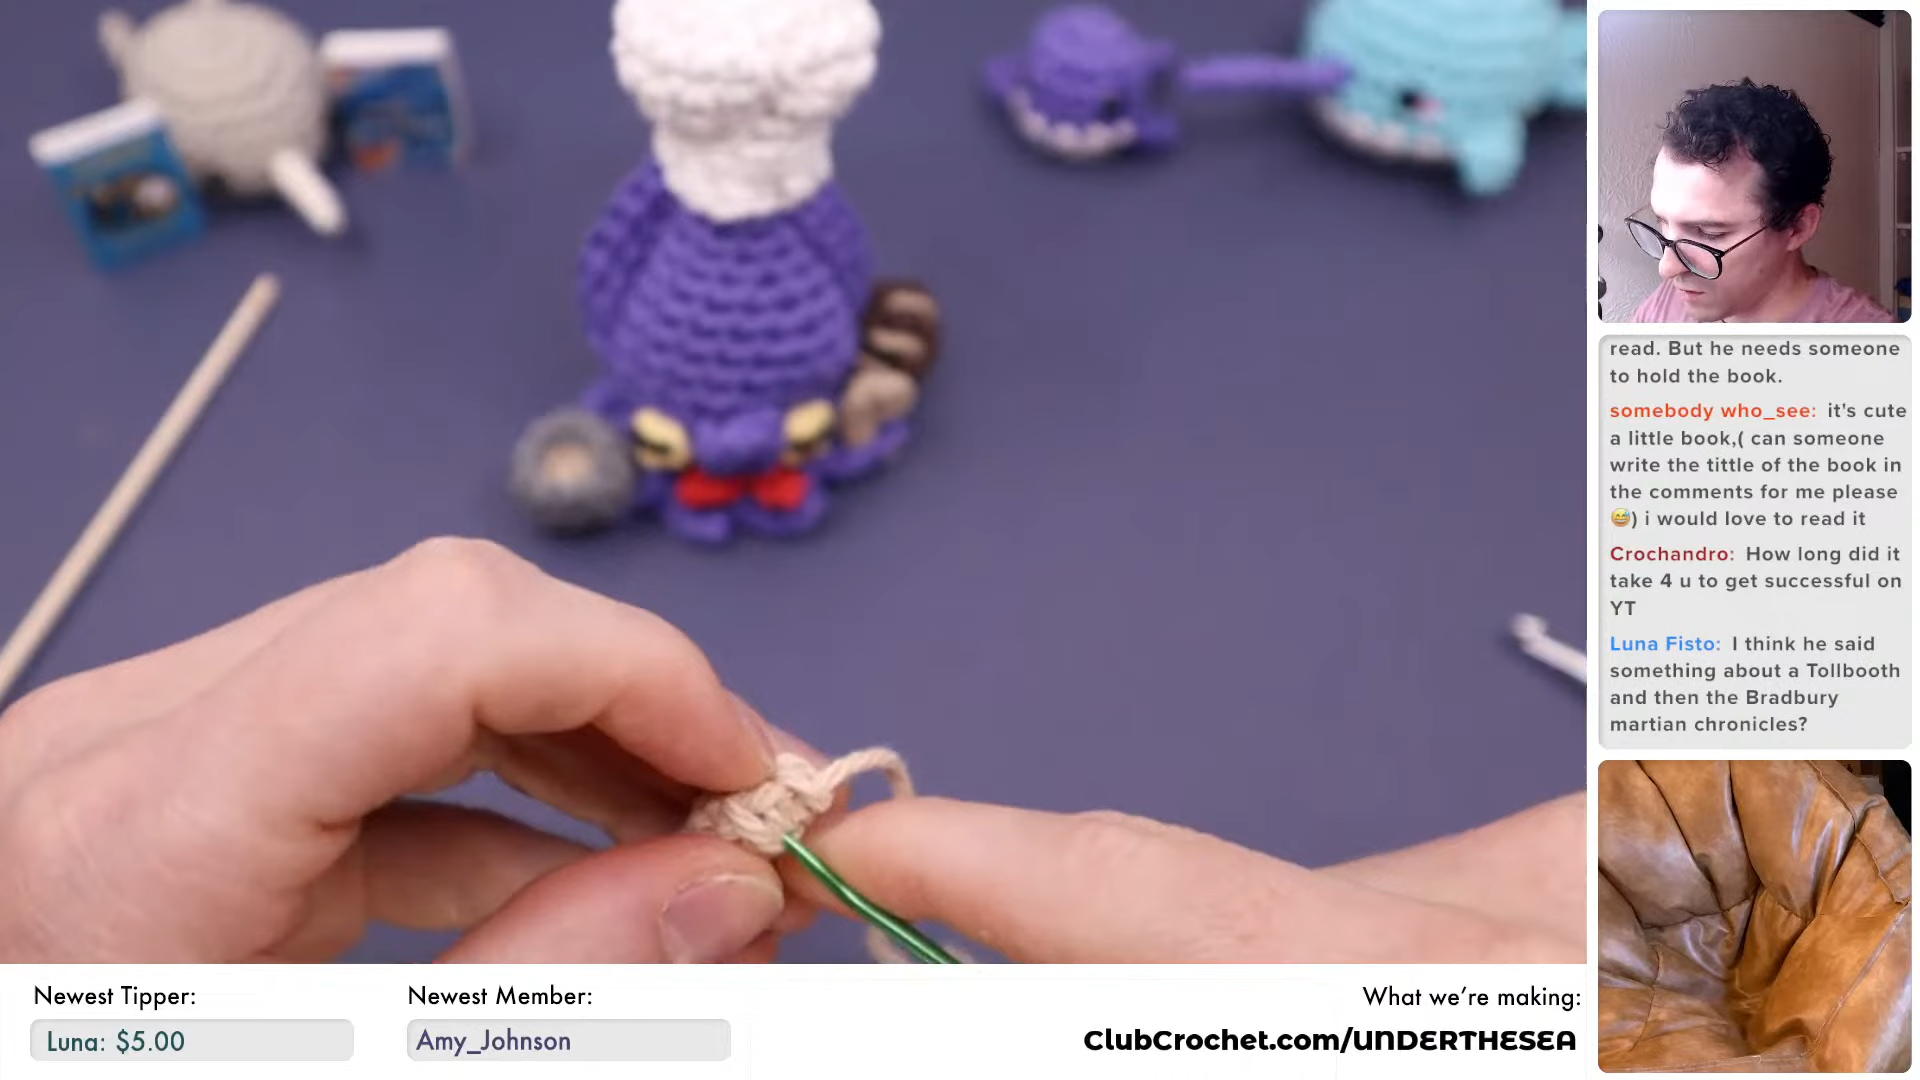 read. But he needs someone
to hold the book.
somebody who_see: it's cute
a little book,( can someone
write the tittle of the book in
the comments for me please
😅) i would love to read it
Crochandro: How long did it
take 4 u to get successful on
YT
Luna Fisto: I think he said
something about a Tollbooth
and then the Bradbury
martian chronicles?
Newest Tipper:
Luna: $5.00
Newest Member:
Amy_Johnson
What we're making:
ClubCrochet.com/UNDERTHESEA